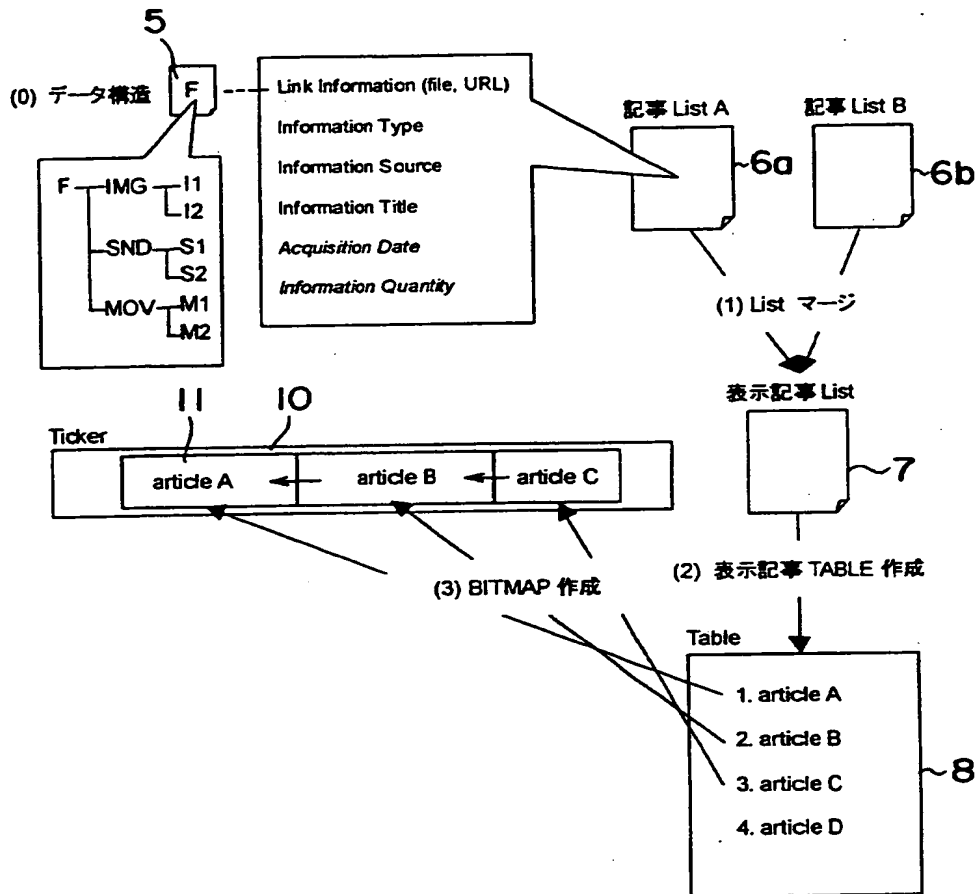 5
(0) データ構造
F
Link Information (file, URL)
Information Type
Information Source
Information Title
Acquisition Date
Information Quantity
F IMG I1
I2
SND S1
S2
MOV M1
M2
記事 List A
6a
記事 List B
6b
(1) List マージ
表示記事 List
7
(2) 表示記事 TABLE 作成
11
10
Ticker
article A
article B
article C
(3) BITMAP 作成
Table
1. article A
2. article B
3. article C
4. article D
8